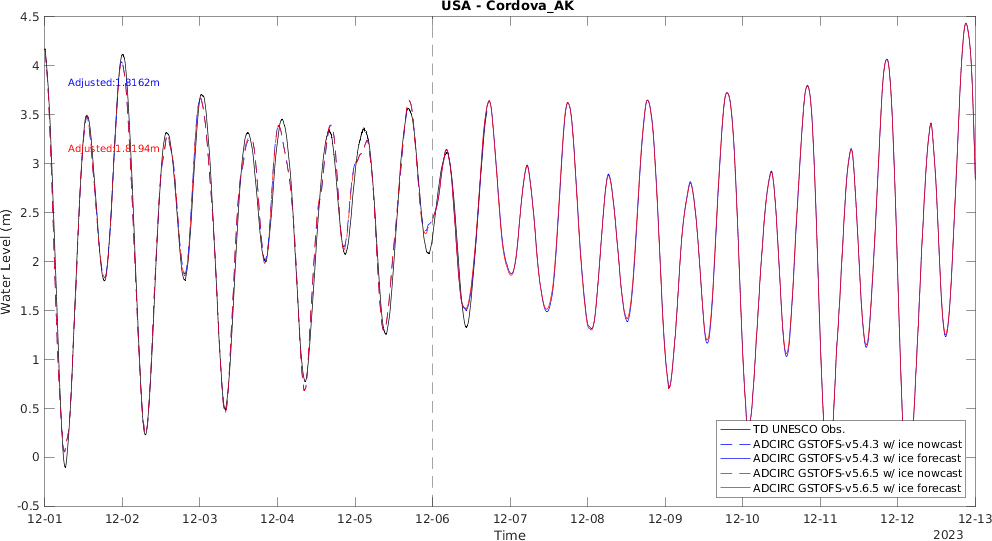 USA - Cordova_AK
4.5
4
3.5
3
2.5
2
1.5
1
0.5
0
-0.5
Water Level (m)
Adjusted:1.8162m
Adjusted:1.8194m
TD UNESCO Obs.
ADCIRC GSTOFS-v5.4.3 w/ ice nowcast
ADCIRC GSTOFS-v5.4.3 w/ ice forecast
ADCIRC GSTOFS-v5.6.5 w/ ice nowcast
ADCIRC GSTOFS-v5.6.5 w/ ice forecast
12-01 12-02 12-03 12-04 12-05 12-06 12-07 12-08 12-09 12-10 12-11 12-12 12-13
Time
2023